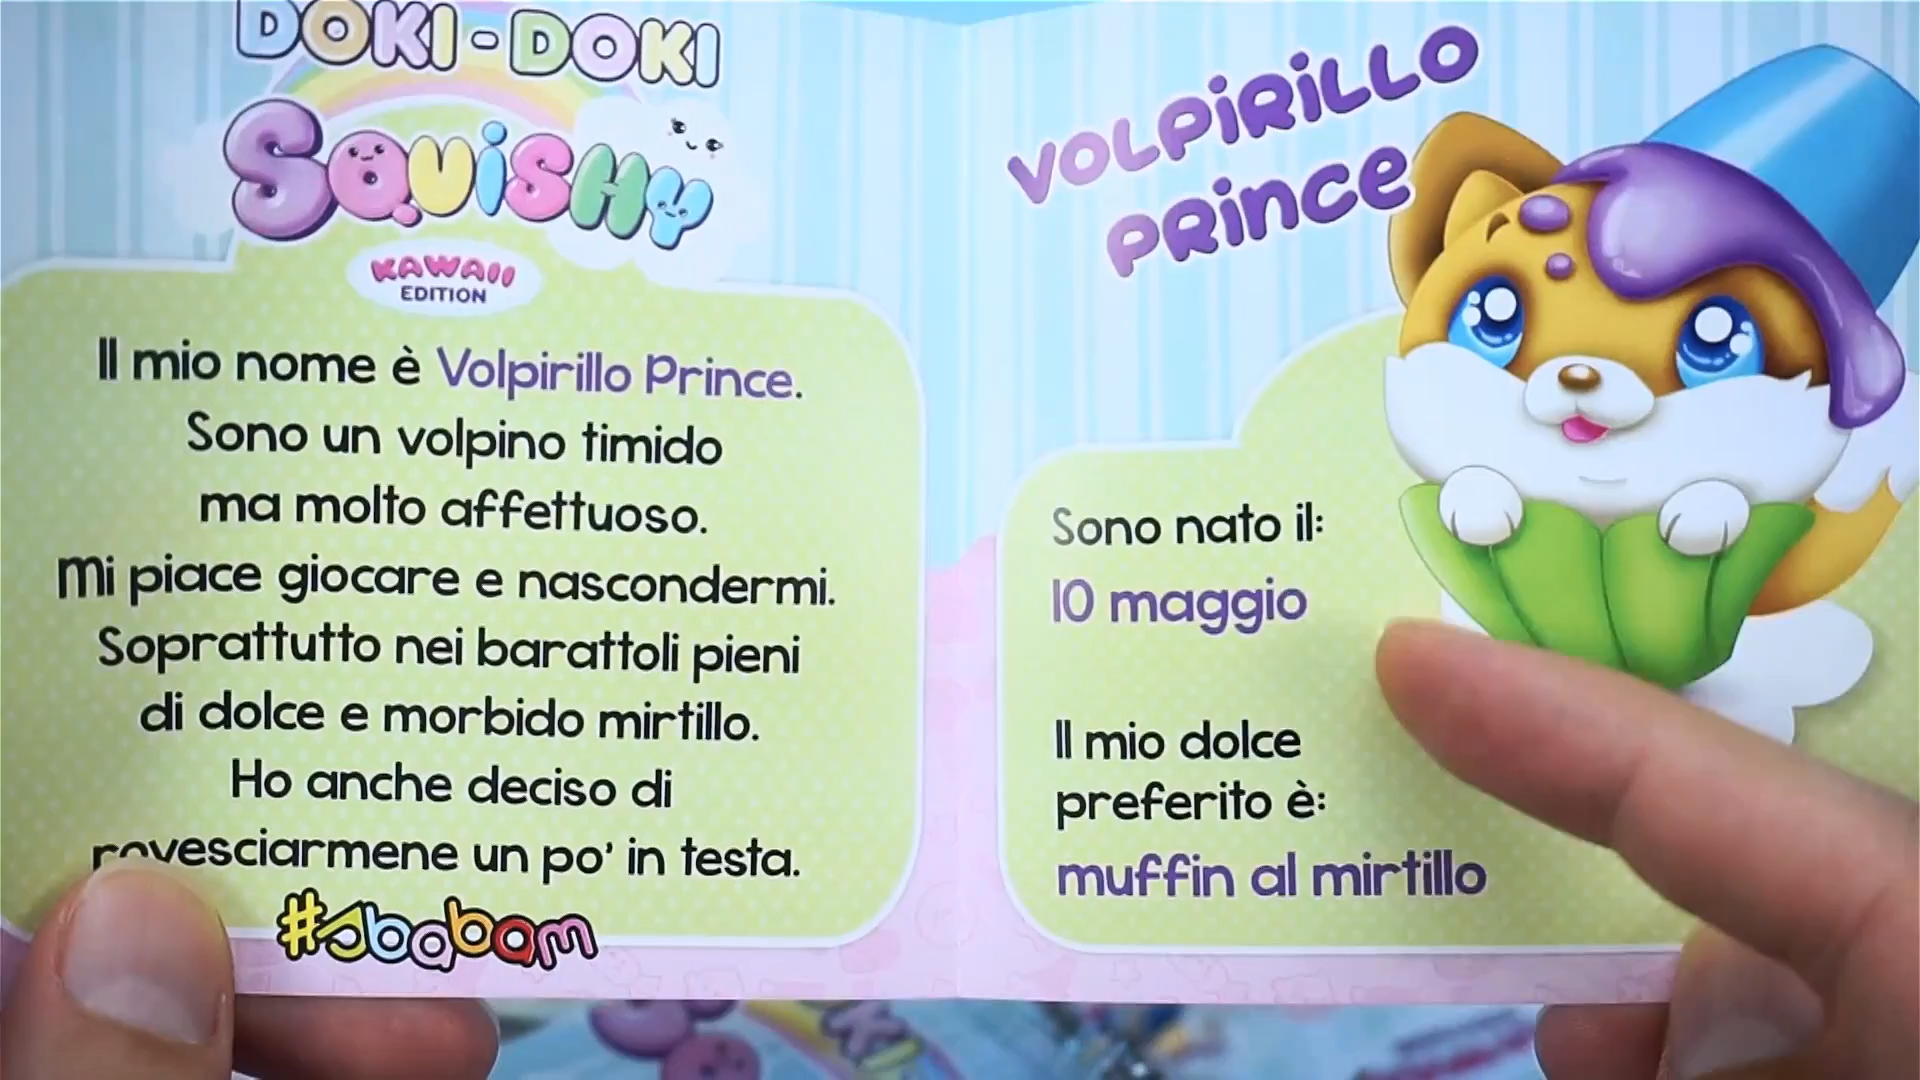 DOKI-DOKI
SQUISHY
KAWAII
EDITION
Il mio nome è Volpirillo Prince.
Sono un volpino timido
ma molto affettuoso.
Mi piace giocare e nascondermi.
Soprattutto nei barattoli pieni
di dolce e morbido mirtillo.
Ho anche deciso di
rovesciarmene un po' in testa.
#sbabam
VOLPIRILLO
PRINCE
Sono nato il:
10 maggio
Il mio dolce
preferito è:
muffin al mirtillo